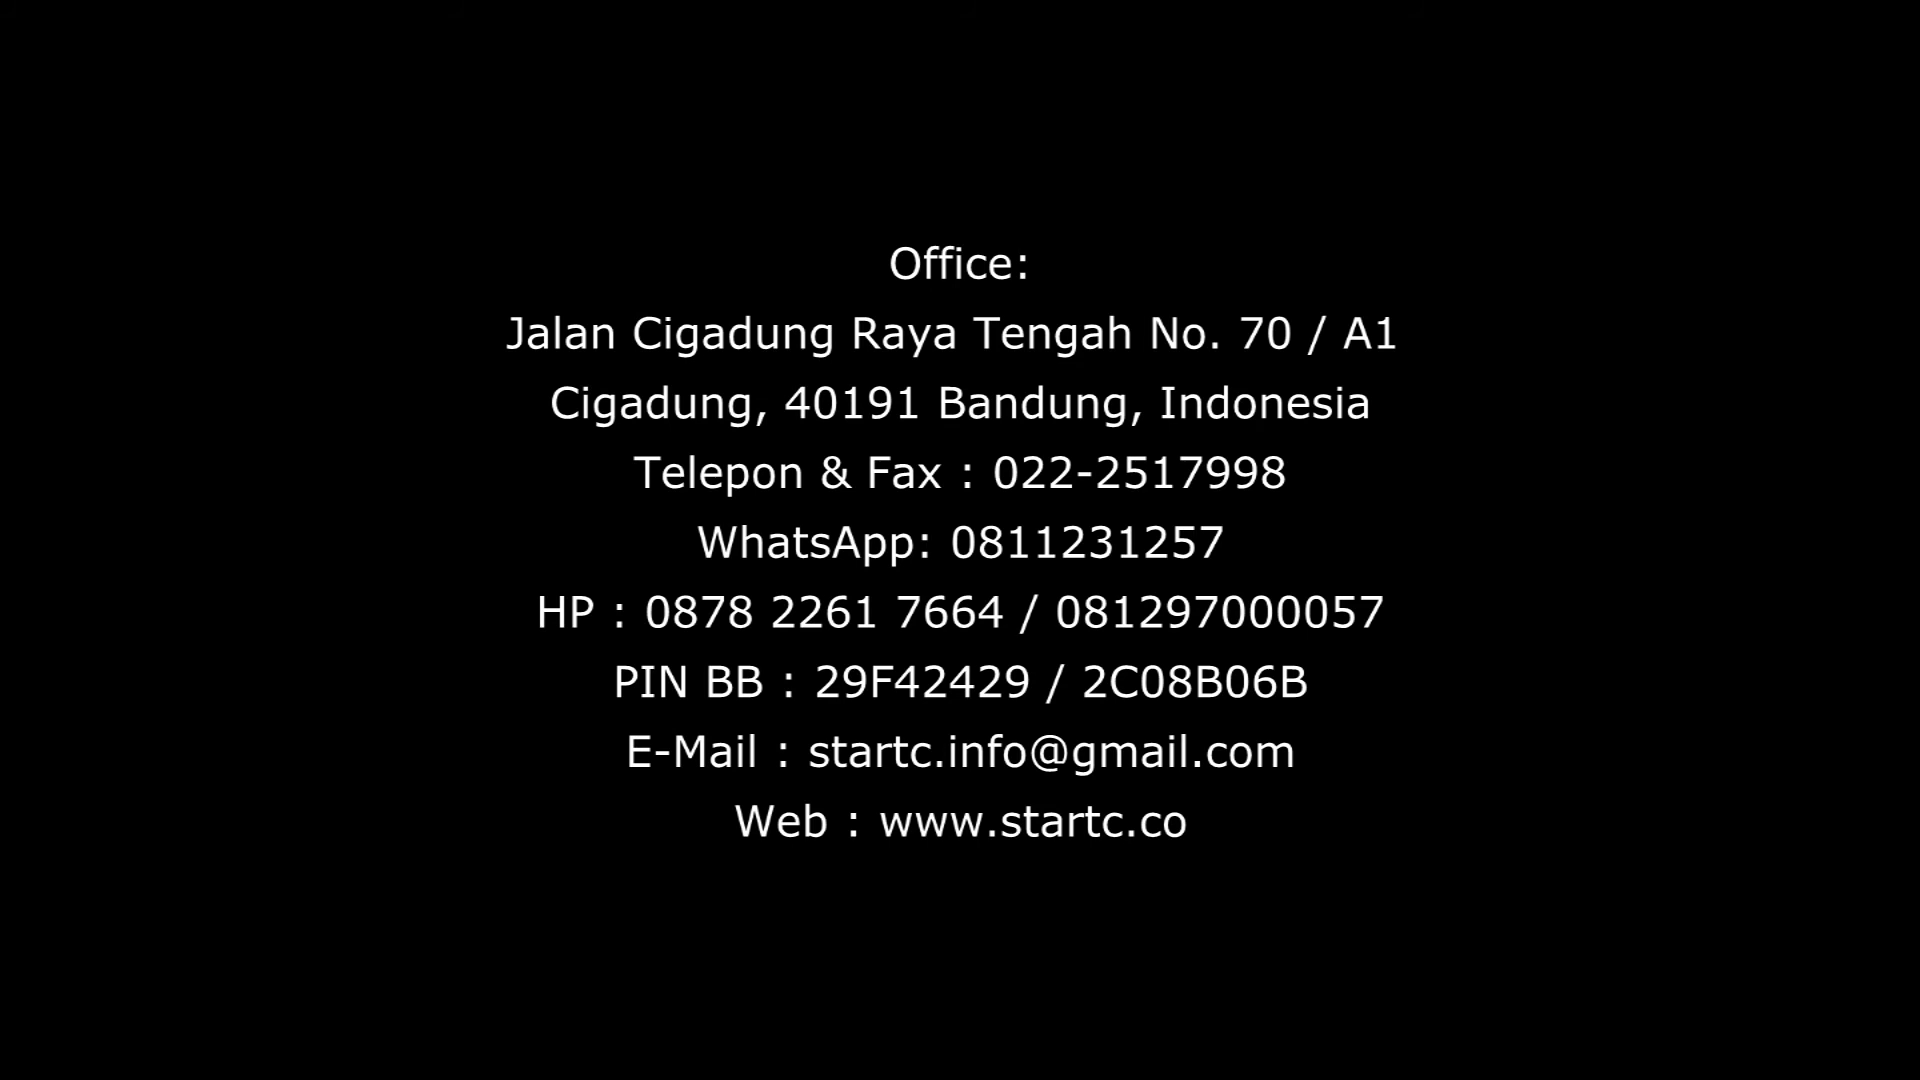 Office:
Jalan Cigadung Raya Tengah No. 70 / A1
Cigadung, 40191 Bandung, Indonesia
Telepon & Fax : 022-2517998
WhatsApp: 0811231257
HP : 0878 2261 7664 / 081297000057
PIN BB : 29F42429 / 2C08B06B
E-Mail : startc.info@gmail.com
Web : www.startc.co